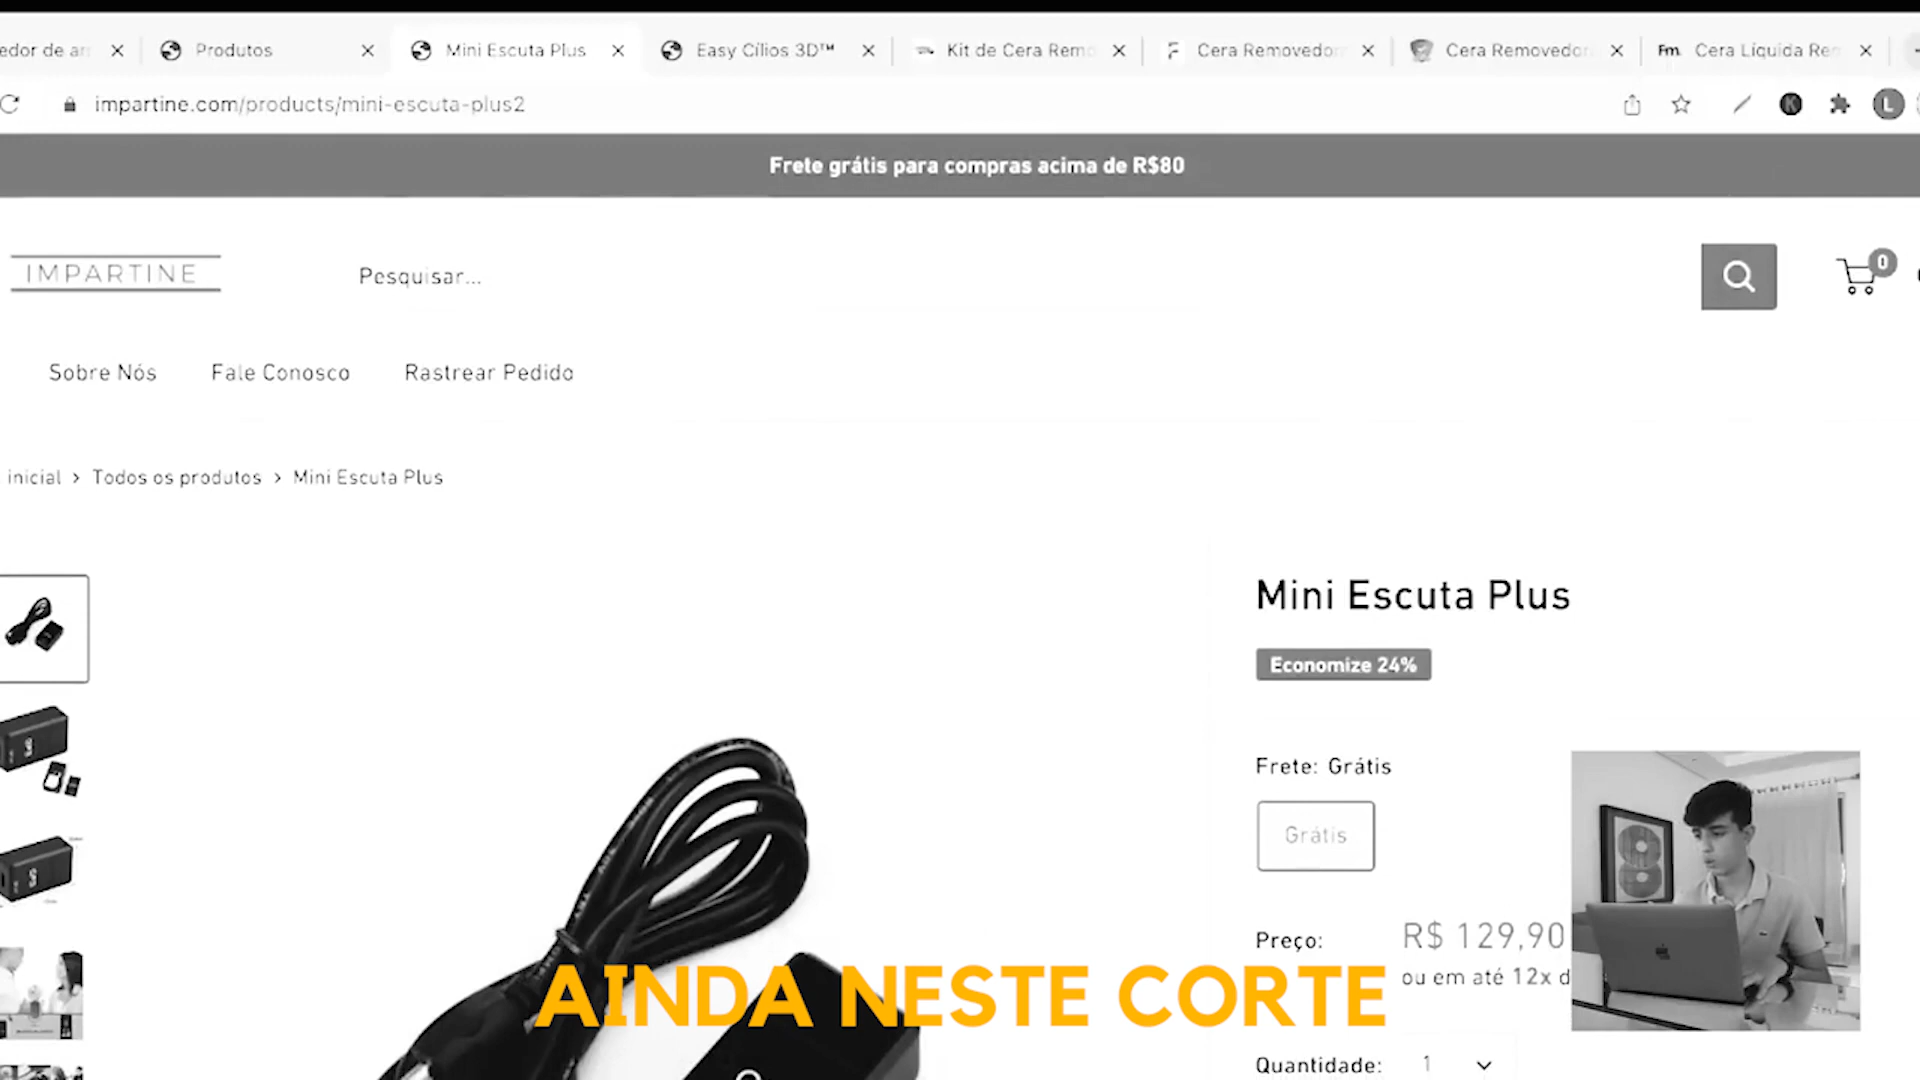 edor de ar
Produtos
Mini Escuta Plus
Easy Cílios 3D™
Kit de Cera Remo
Cera Removedor
Cera Removedor
Fm.
Cera Líquida Re
impartine.com/products/mini-escuta-plus2
K
L
Frete grátis para compras acima de R$80
IMPARTINE
Pesquisar...
0
Sobre Nós
Fale Conosco
Rastrear Pedido
inicial > Todos os produtos > Mini Escuta Plus
Mini Escuta Plus
Economize 24%
Frete: Grátis
Grátis
Preço:
R$ 129,90
ou em até 12x d
AINDA NESTE CORTE
Quantidade:
1